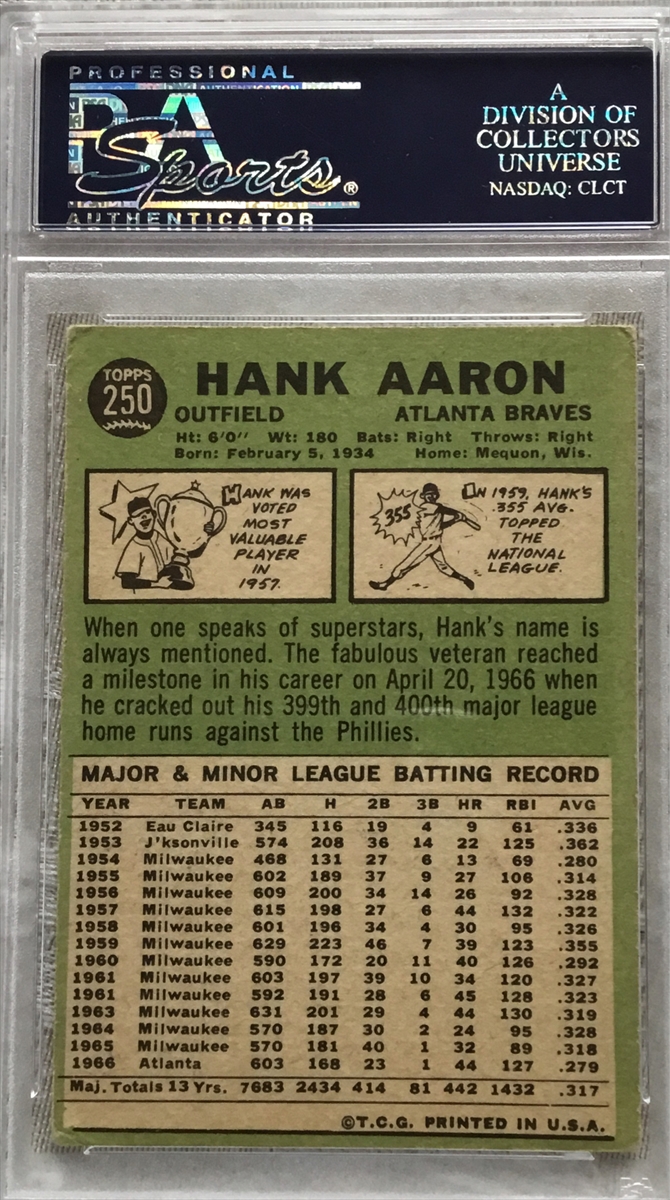 PROFESSIONAL
PSA
Sports®
AUTHENTICATOR
A
DIVISION OF
COLLECTORS
UNIVERSE
NASDAQ: CLCT
TOPPS
250
HANK AARON
OUTFIELD ATLANTA BRAVES
Ht: 6'0" Wt: 180 Bats: Right Throws: Right
Born: February 5, 1934 Home: Mequon, Wis.
HANK WAS
VOTED
MOST
VALUABLE
PLAYER
IN
1957.
.355
IN 1959, HANK'S
.355 AVG.
TOPPED
THE
NATIONAL
LEAGUE.
When one speaks of superstars, Hank's name is
always mentioned. The fabulous veteran reached
a milestone in his career on April 20, 1966 when
he cracked out his 399th and 400th major league
home runs against the Phillies.
MAJOR & MINOR LEAGUE BATTING RECORD
YEAR TEAM AB H 2B 3B HR RBI AVG
1952 Eau Claire 345 116 19 4 9 61 .336
1953 J'ksonville 574 208 36 14 22 125 .362
1954 Milwaukee 468 131 27 6 13 69 .280
1955 Milwaukee 602 189 37 9 27 106 .314
1956 Milwaukee 609 200 34 14 26 92 .328
1957 Milwaukee 615 198 27 6 44 132 .322
1958 Milwaukee 601 196 34 4 30 95 .326
1959 Milwaukee 629 223 46 7 39 123 .355
1960 Milwaukee 590 172 20 11 40 126 .292
1961 Milwaukee 603 197 39 10 34 120 .327
1961 Milwaukee 592 191 28 6 45 128 .323
1963 Milwaukee 631 201 29 4 44 130 .319
1964 Milwaukee 570 187 30 2 24 95 .328
1965 Milwaukee 570 181 40 1 32 89 .318
1966 Atlanta 603 168 23 1 44 127 .279
Maj. Totals 13 Yrs. 7683 2434 414 81 442 1432 .317
©T.C.G. PRINTED IN U.S.A.